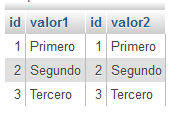 id valor1 id valor2
1 Primero 1 Primero
2 Segundo 2 Segundo
3 Tercero 3 Tercero